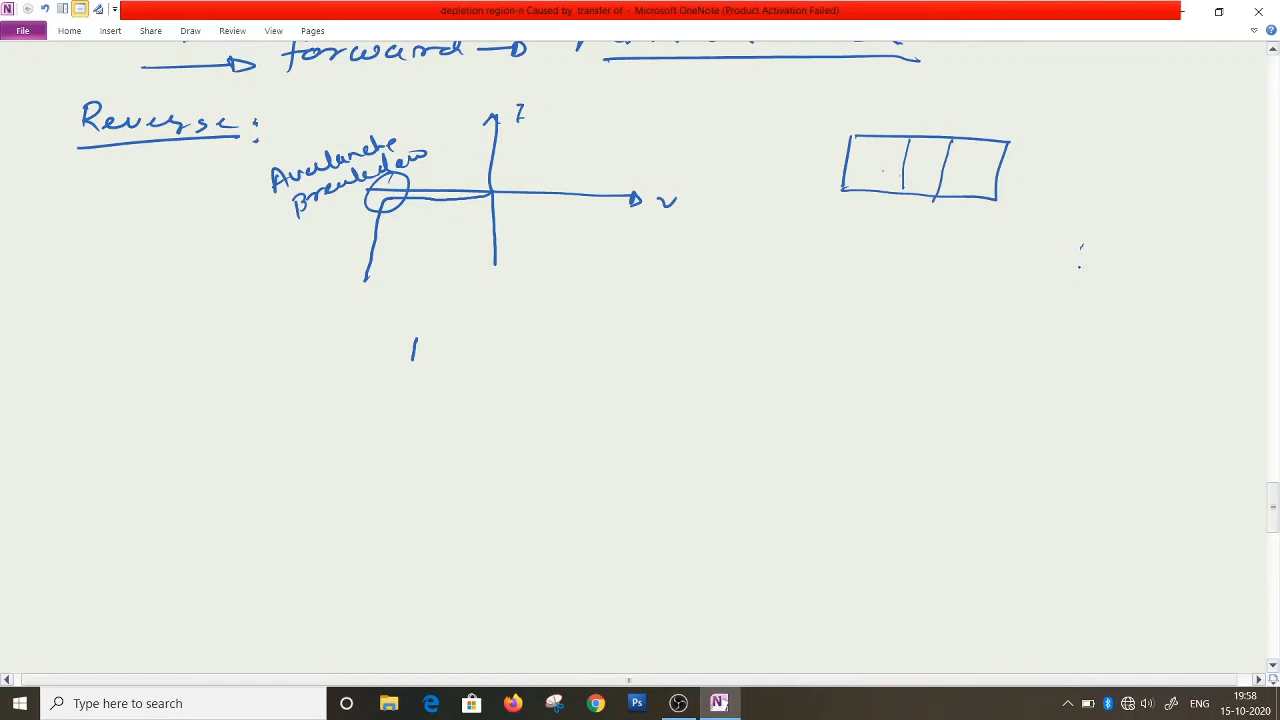 depletion region-n Caused by transfer of - Microsoft OneNote (Product Activation Failed)
File Home Insert Share Draw Review View Pages
forward
Reverse:
I
Avalanche
Breakdown
v
Type here to search
ENG
19:58
15-10-2020